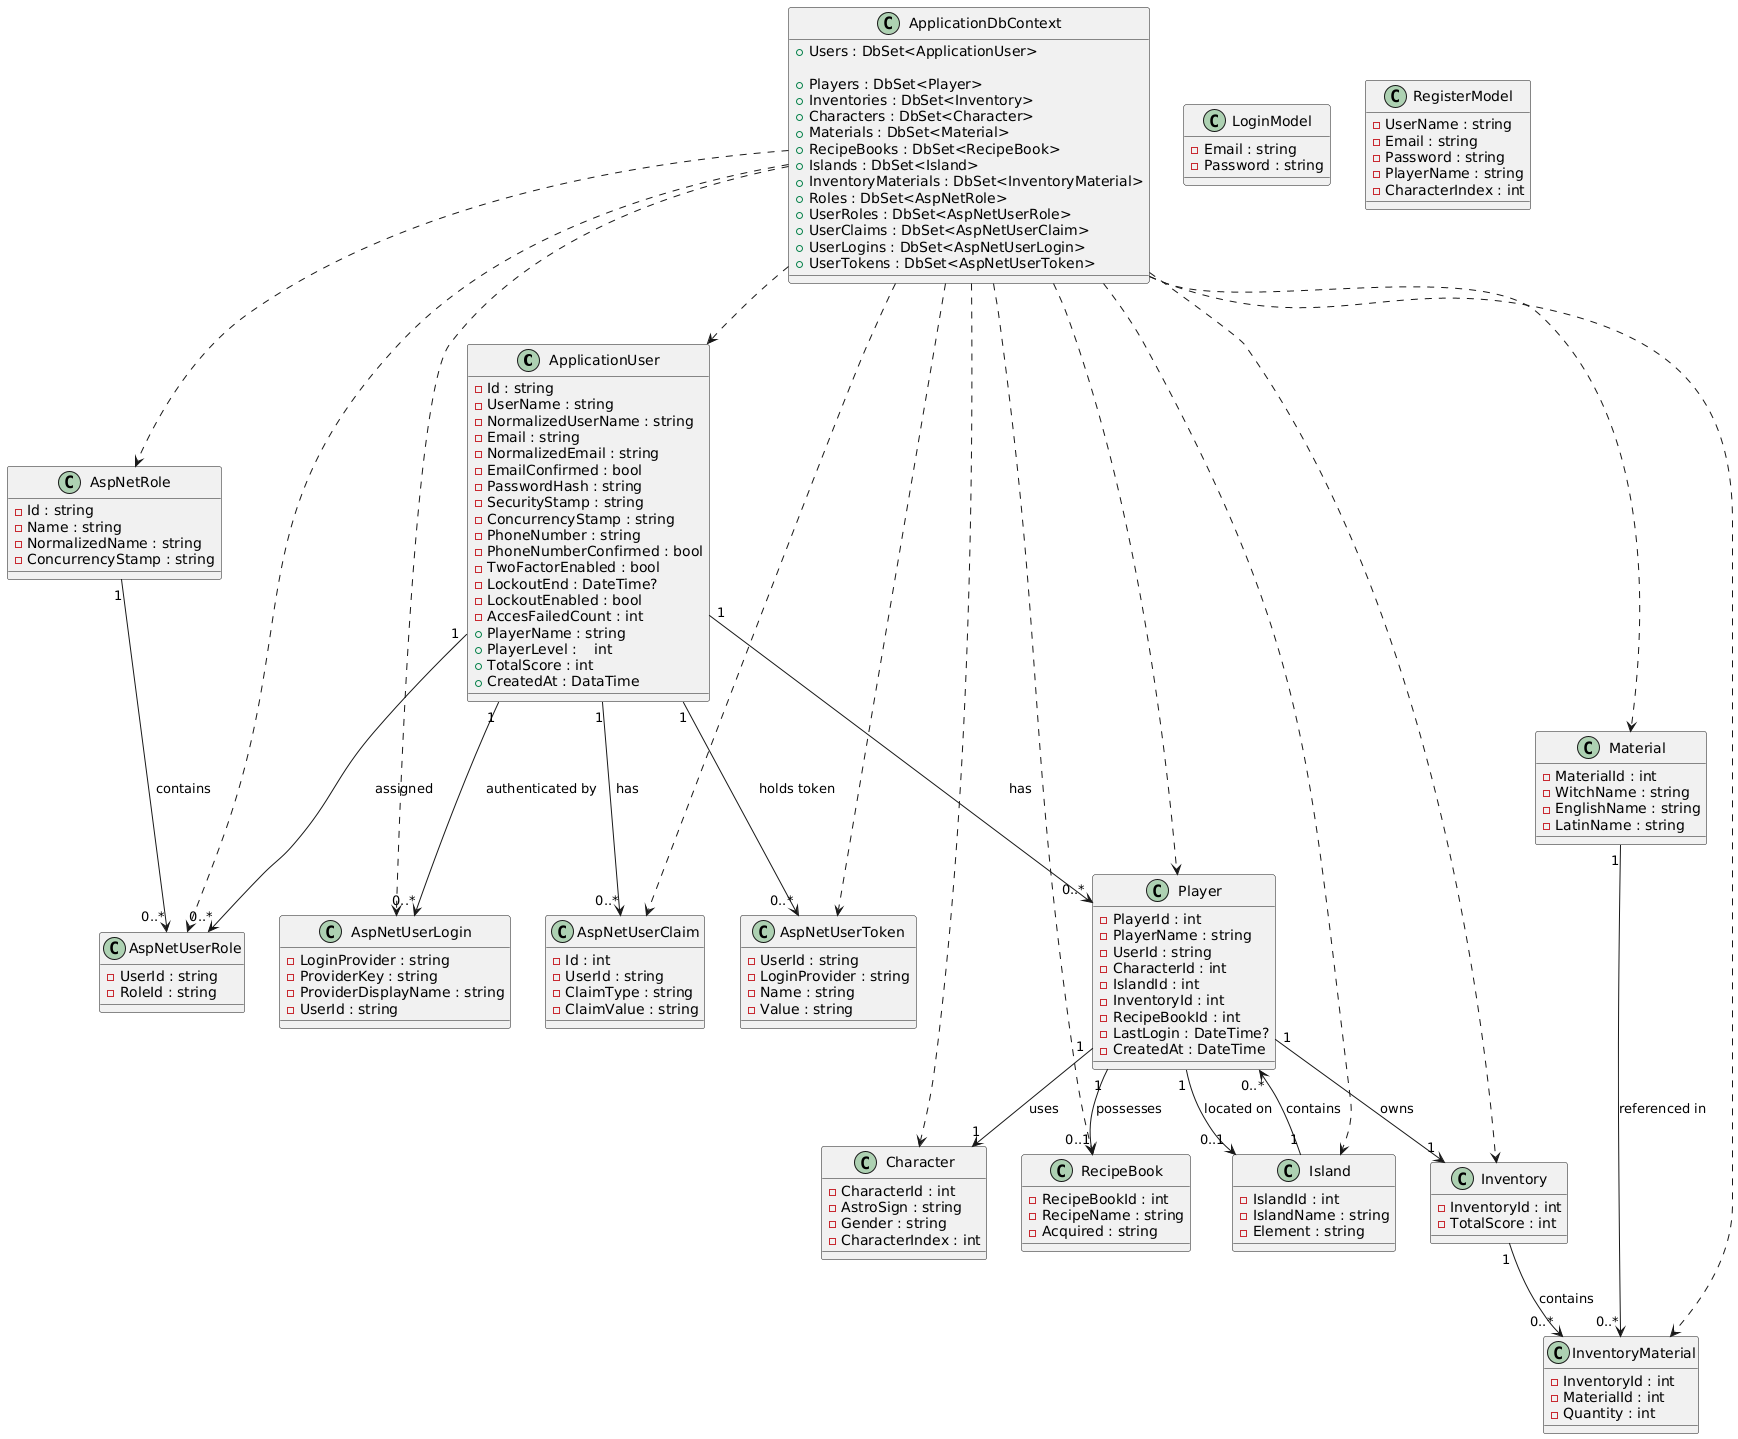 C ApplicationDbContext
Users : DbSet<ApplicationUser>
Players : DbSet<Player>
Inventories : DbSet<Inventory>
Characters : DbSet<Character>
Materials : DbSet<Material>
RecipeBooks : DbSet<RecipeBook>
Islands : DbSet<Island>
InventoryMaterials : DbSet<InventoryMaterial>
Roles : DbSet<AspNetRole>
UserRoles : DbSet<AspNetUserRole>
UserClaims : DbSet<AspNetUserClaim>
UserLogins : DbSet<AspNetUserLogin>
UserTokens : DbSet<AspNetUserToken>
C LoginModel
Email : string
Password : string
C RegisterModel
UserName : string
Email : string
Password : string
PlayerName : string
CharacterIndex : int
C ApplicationUser
Id : string
UserName : string
NormalizedUserName : string
Email : string
NormalizedEmail : string
EmailConfirmed : bool
PasswordHash : string
SecurityStamp : string
ConcurrencyStamp : string
PhoneNumber : string
PhoneNumberConfirmed : bool
TwoFactorEnabled : bool
LockoutEnd : DateTime?
LockoutEnabled : bool
AccesFailedCount : int
PlayerName : string
PlayerLevel : int
TotalScore : int
CreatedAt : DataTime
C AspNetRole
Id : string
Name : string
NormalizedName : string
ConcurrencyStamp : string
1
1
1
1
1
1
1
contains
assigned
authenticated by
has
holds token
has
C Material
MaterialId : int
WitchName : string
EnglishName : string
LatinName : string
1
0..*
0..*
0..*
0..*
0..*
0..*
C AspNetUserRole
UserId : string
RoleId : string
C AspNetUserLogin
LoginProvider : string
ProviderKey : string
ProviderDisplayName : string
UserId : string
C AspNetUserClaim
Id : int
UserId : string
ClaimType : string
ClaimValue : string
C AspNetUserToken
UserId : string
LoginProvider : string
Name : string
Value : string
C Player
PlayerId : int
PlayerName : string
UserId : string
CharacterId : int
IslandId : int
InventoryId : int
RecipeBookId : int
LastLogin : DateTime?
CreatedAt : DateTime
1
1
1
0..*
1
uses
possesses
located on
contains
owns
referenced in
1
0..1
0..1
1
1
C Character
CharacterId : int
AstroSign : string
Gender : string
CharacterIndex : int
C RecipeBook
RecipeBookId : int
RecipeName : string
Acquired : string
C Island
IslandId : int
IslandName : string
Element : string
C Inventory
InventoryId : int
TotalScore : int
1
contains
0..*
0..*
C InventoryMaterial
InventoryId : int
MaterialId : int
Quantity : int